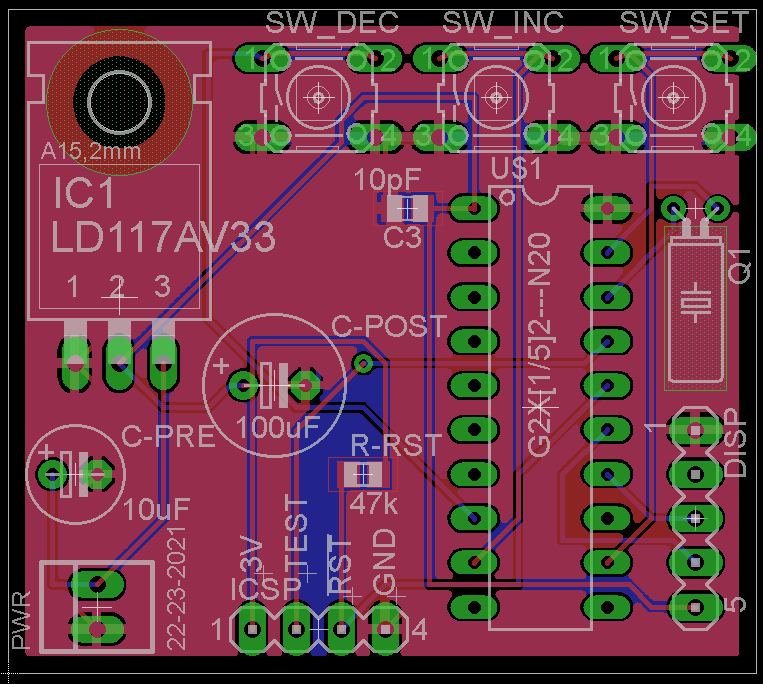 SW_DEC SW_INC SW_SET
1 2 1 2 1 2
3 4 3 4 3 4
A15,2mm
IC1
LD117AV33
1 2 3
10pF
C3
US1
G2X[1/5]2---N20
Q1
C-POST
+
100uF
C-PRE
+
10uF
R-RST
47k
1
DISP
5
PWR
22-23-2021
ICSP
3V
TEST
RST
GND
1 4